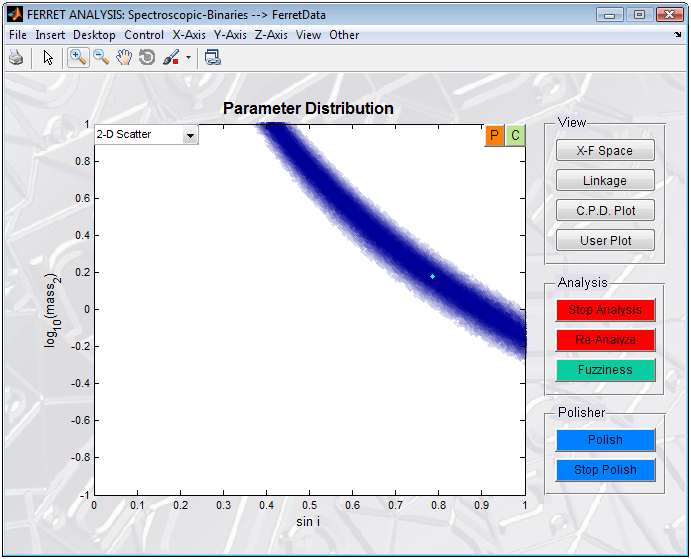 FERRET ANALYSIS: Spectroscopic-Binaries --> FerretData
File Insert Desktop Control X-Axis Y-Axis Z-Axis View Other
Parameter Distribution
2-D Scatter
P C
1
0.8
0.6
0.4
0.2
0
-0.2
-0.4
-0.6
-0.8
-1
log10(mass2)
0 0.1 0.2 0.3 0.4 0.5 0.6 0.7 0.8 0.9 1
sin i
View
X-F Space
Linkage
C.P.D. Plot
User Plot
Analysis
Stop Analysis
Re-Analyze
Fuzziness
Polisher
Polish
Stop Polish